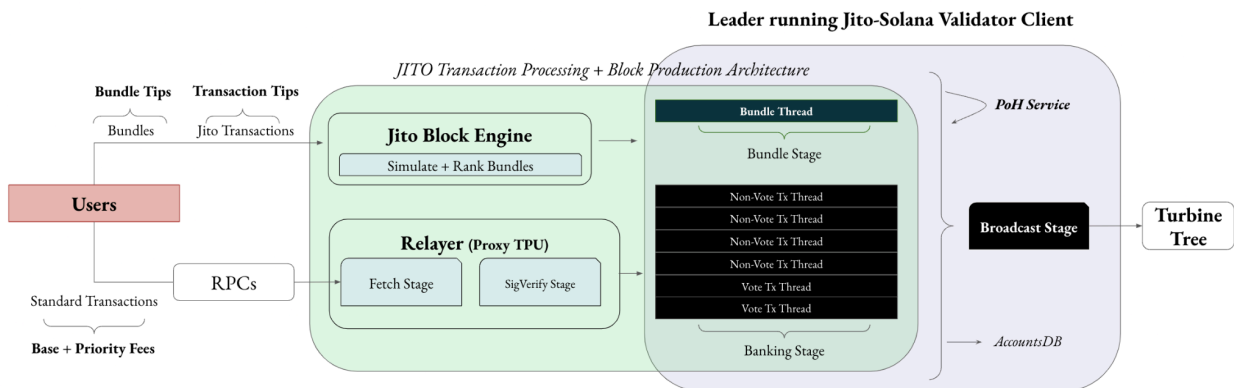 Leader running Jito-Solana Validator Client
JITO Transaction Processing + Block Production Architecture
Bundle Tips
Transaction Tips
Bundles
Jito Transactions
Users
RPCs
Standard Transactions
Base + Priority Fees
Jito Block Engine
Simulate + Rank Bundles
Relayer (Proxy TPU)
Fetch Stage
SigVerify Stage
Bundle Thread
Bundle Stage
Non-Vote Tx Thread
Non-Vote Tx Thread
Non-Vote Tx Thread
Non-Vote Tx Thread
Vote Tx Thread
Vote Tx Thread
Banking Stage
PoH Service
Broadcast Stage
AccountsDB
Turbine
Tree